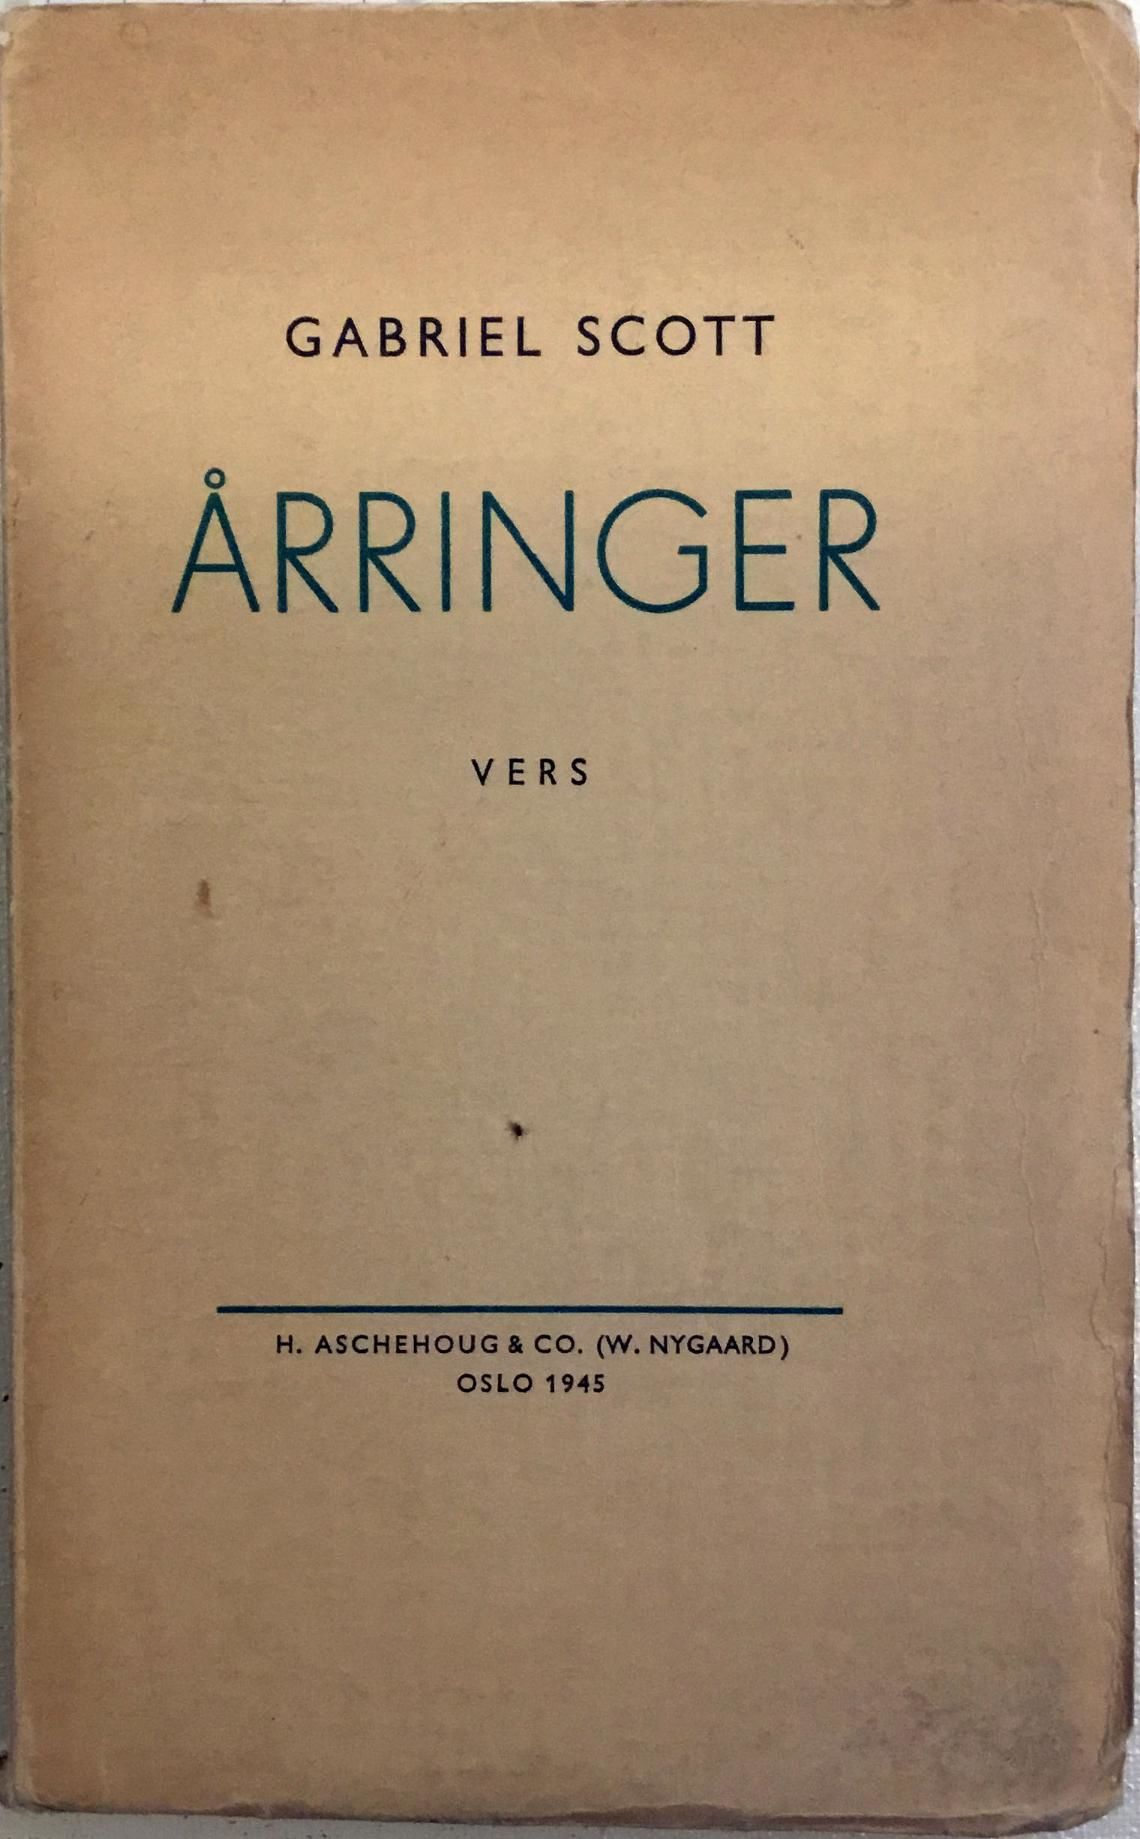 GABRIEL SCOTT
ÅRRINGER
VERS
H. ASCHEHOUG & CO. (W. NYGAARD)
OSLO 1945